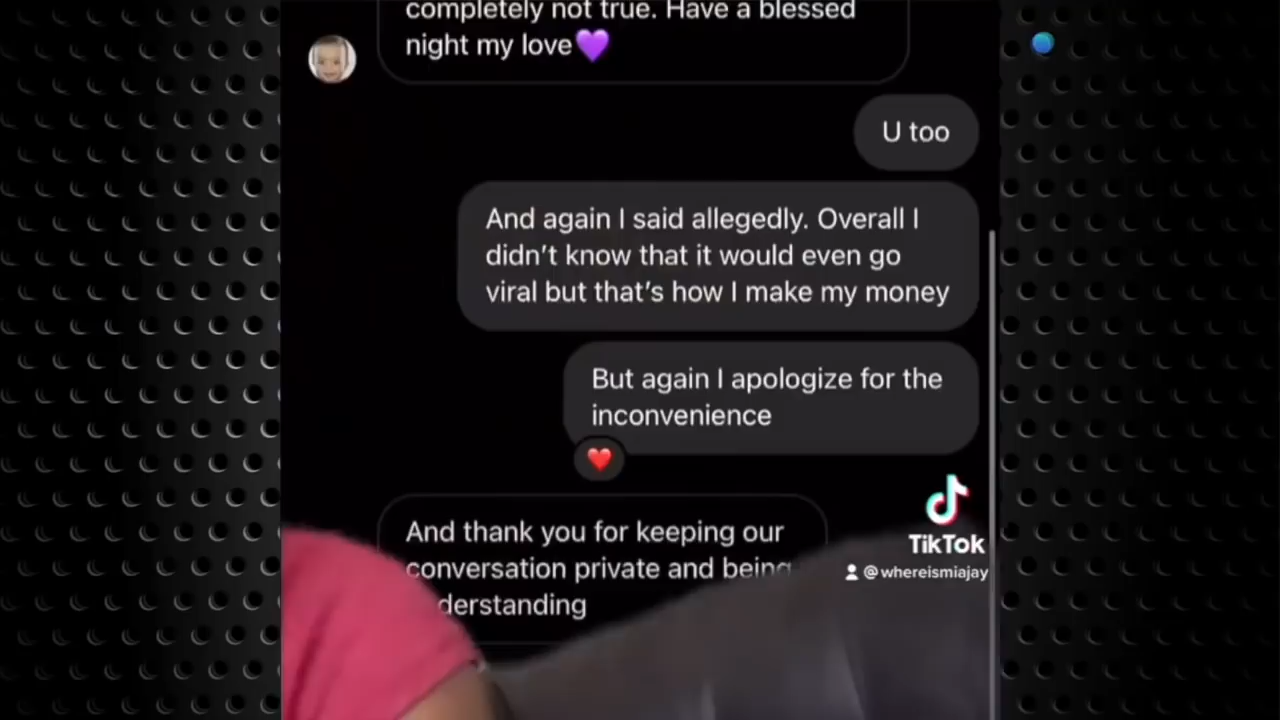 completely not true. Have a blessed
night my love💜
U too
And again I said allegedly. Overall I
didn't know that it would even go
viral but that's how I make my money
But again I apologize for the
inconvenience
❤️
And thank you for keeping our
conversation private and being
derstanding
TikTok
@whereismiajay